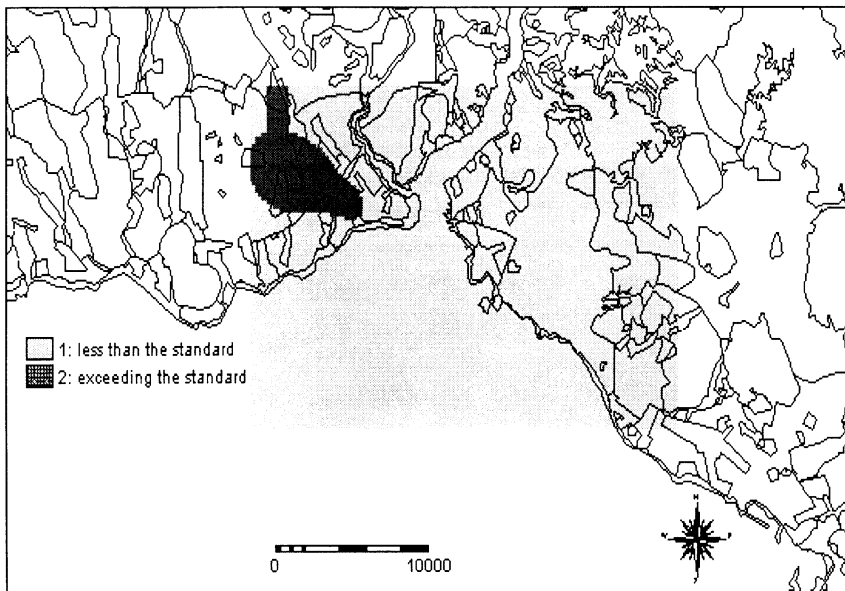 1: less than the standard
2: exceeding the standard
0 10000
N